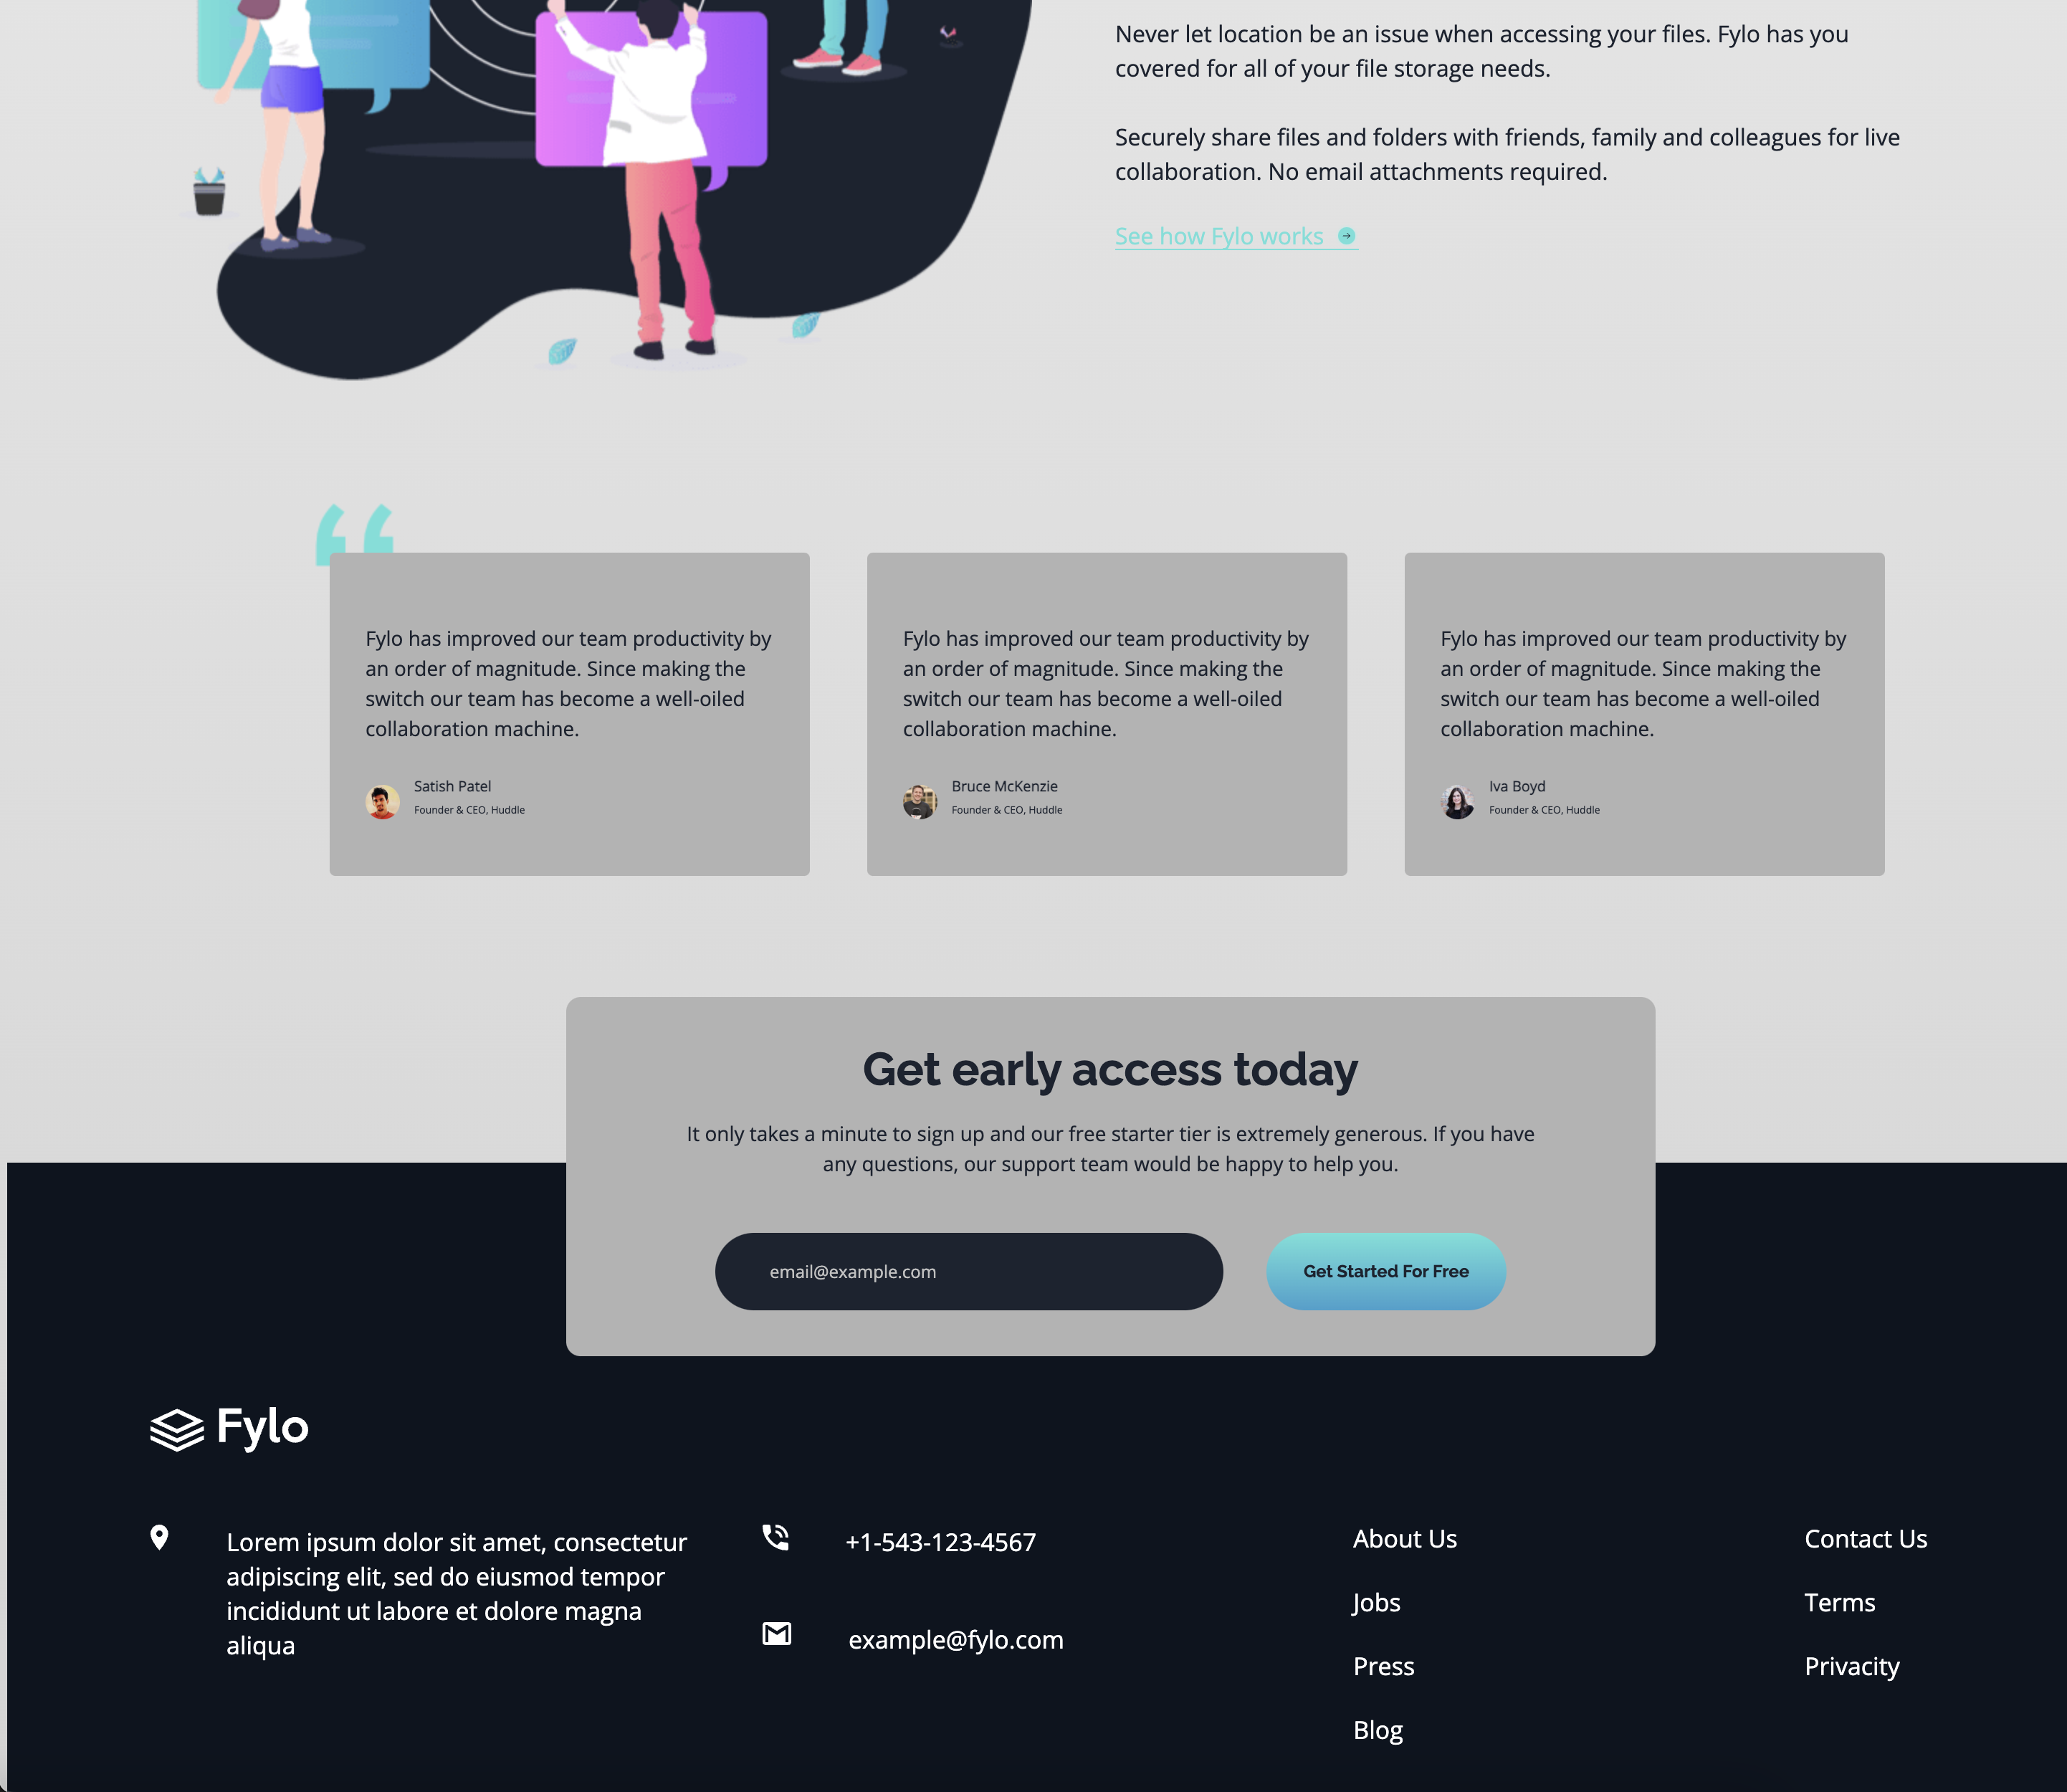 Never let location be an issue when accessing your files. Fylo has you
covered for all of your file storage needs.
Securely share files and folders with friends, family and colleagues for live
collaboration. No email attachments required.
See how Fylo works
Fylo has improved our team productivity by
an order of magnitude. Since making the
switch our team has become a well-oiled
collaboration machine.
Satish Patel
Founder & CEO, Huddle
Fylo has improved our team productivity by
an order of magnitude. Since making the
switch our team has become a well-oiled
collaboration machine.
Bruce McKenzie
Founder & CEO, Huddle
Fylo has improved our team productivity by
an order of magnitude. Since making the
switch our team has become a well-oiled
collaboration machine.
Iva Boyd
Founder & CEO, Huddle
Get early access today
It only takes a minute to sign up and our free starter tier is extremely generous. If you have
any questions, our support team would be happy to help you.
email@example.com
Get Started For Free
Fylo
Lorem ipsum dolor sit amet, consectetur
adipiscing elit, sed do eiusmod tempor
incididunt ut labore et dolore magna
aliqua
+1-543-123-4567
example@fylo.com
About Us
Jobs
Press
Blog
Contact Us
Terms
Privacity